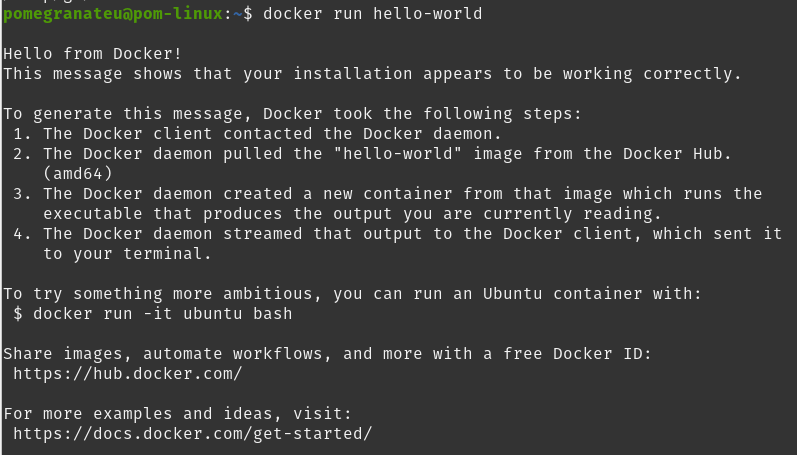 pomegranateu@pom-linux:~$ docker run hello-world
Hello from Docker!
This message shows that your installation appears to be working correctly.
To generate this message, Docker took the following steps:
1. The Docker client contacted the Docker daemon.
2. The Docker daemon pulled the "hello-world" image from the Docker Hub.
(amd64)
3. The Docker daemon created a new container from that image which runs the
executable that produces the output you are currently reading.
4. The Docker daemon streamed that output to the Docker client, which sent it
to your terminal.
To try something more ambitious, you can run an Ubuntu container with:
$ docker run -it ubuntu bash
Share images, automate workflows, and more with a free Docker ID:
https://hub.docker.com/
For more examples and ideas, visit:
https://docs.docker.com/get-started/